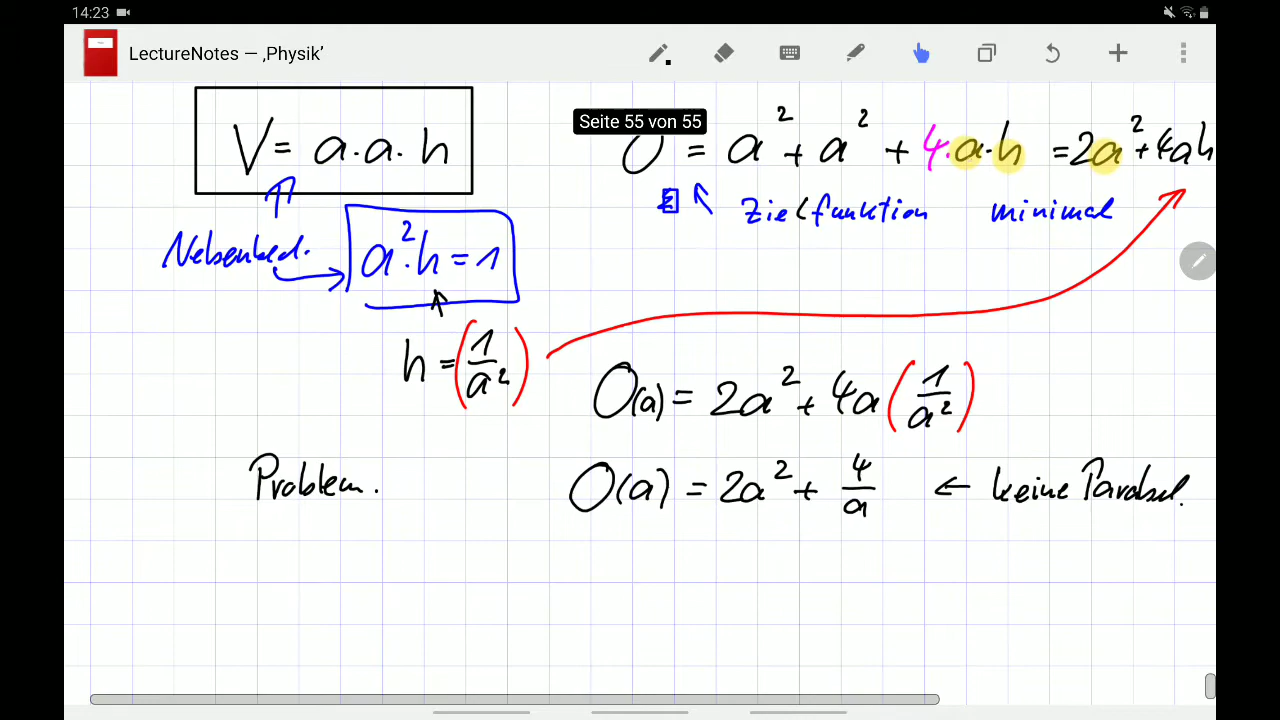 14:23
LectureNotes — ‚Physik’
Seite 55 von 55
V = a·a·h
O = a² + a² + 4·a·h = 2a² + 4ah
Zielfunktion minimal
Nebenbed.
a²·h = 1
h = (1/a²)
O(a) = 2a² + 4a (1/a²)
Problem.
O(a) = 2a² + 4/a ← keine Parabel.